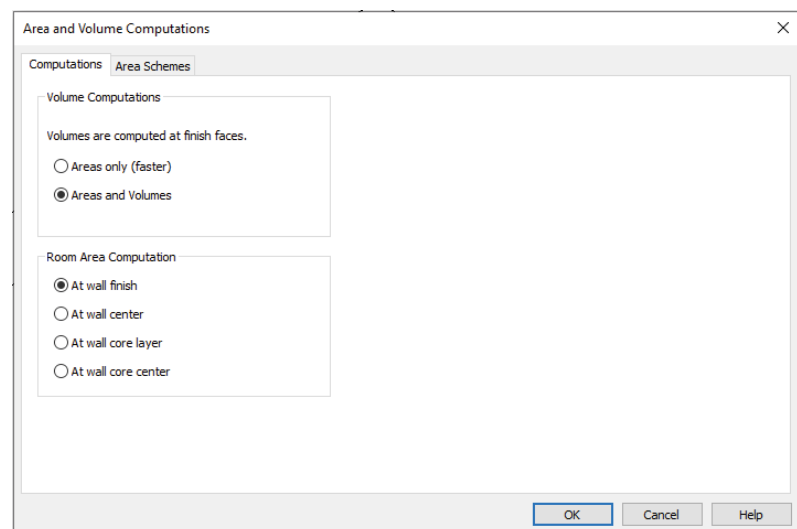 Area and Volume Computations
Computations
Area Schemes
Volume Computations
Volumes are computed at finish faces.
Areas only (faster)
Areas and Volumes
Room Area Computation
At wall finish
At wall center
At wall core layer
At wall core center
OK
Cancel
Help